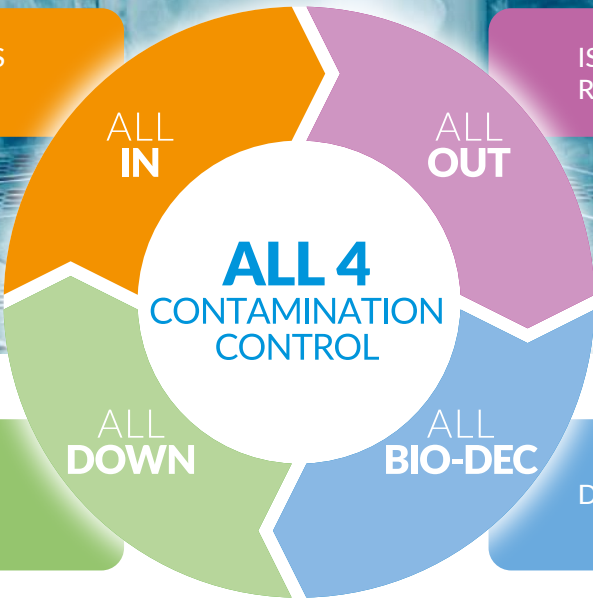 ALL
IN
ALL
OUT
ALL 4
CONTAMINATION
CONTROL
ALL
DOWN
ALL
BIO-DEC